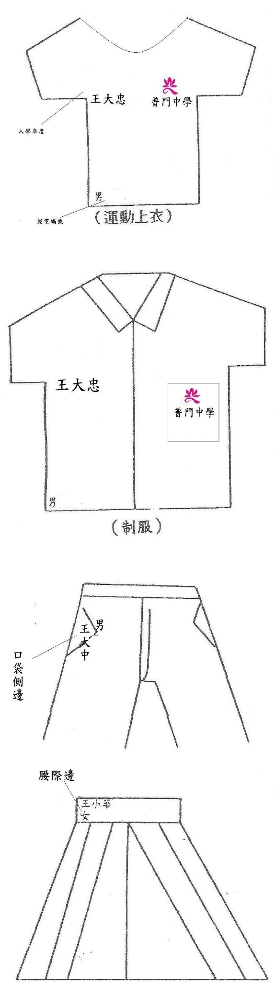 王大忠
普門中學
入學年度
男
寢室編號
（運動上衣）
王大忠
普門中學
男
（制服）
男
王大中
口袋側邊
腰際邊
王小華
女